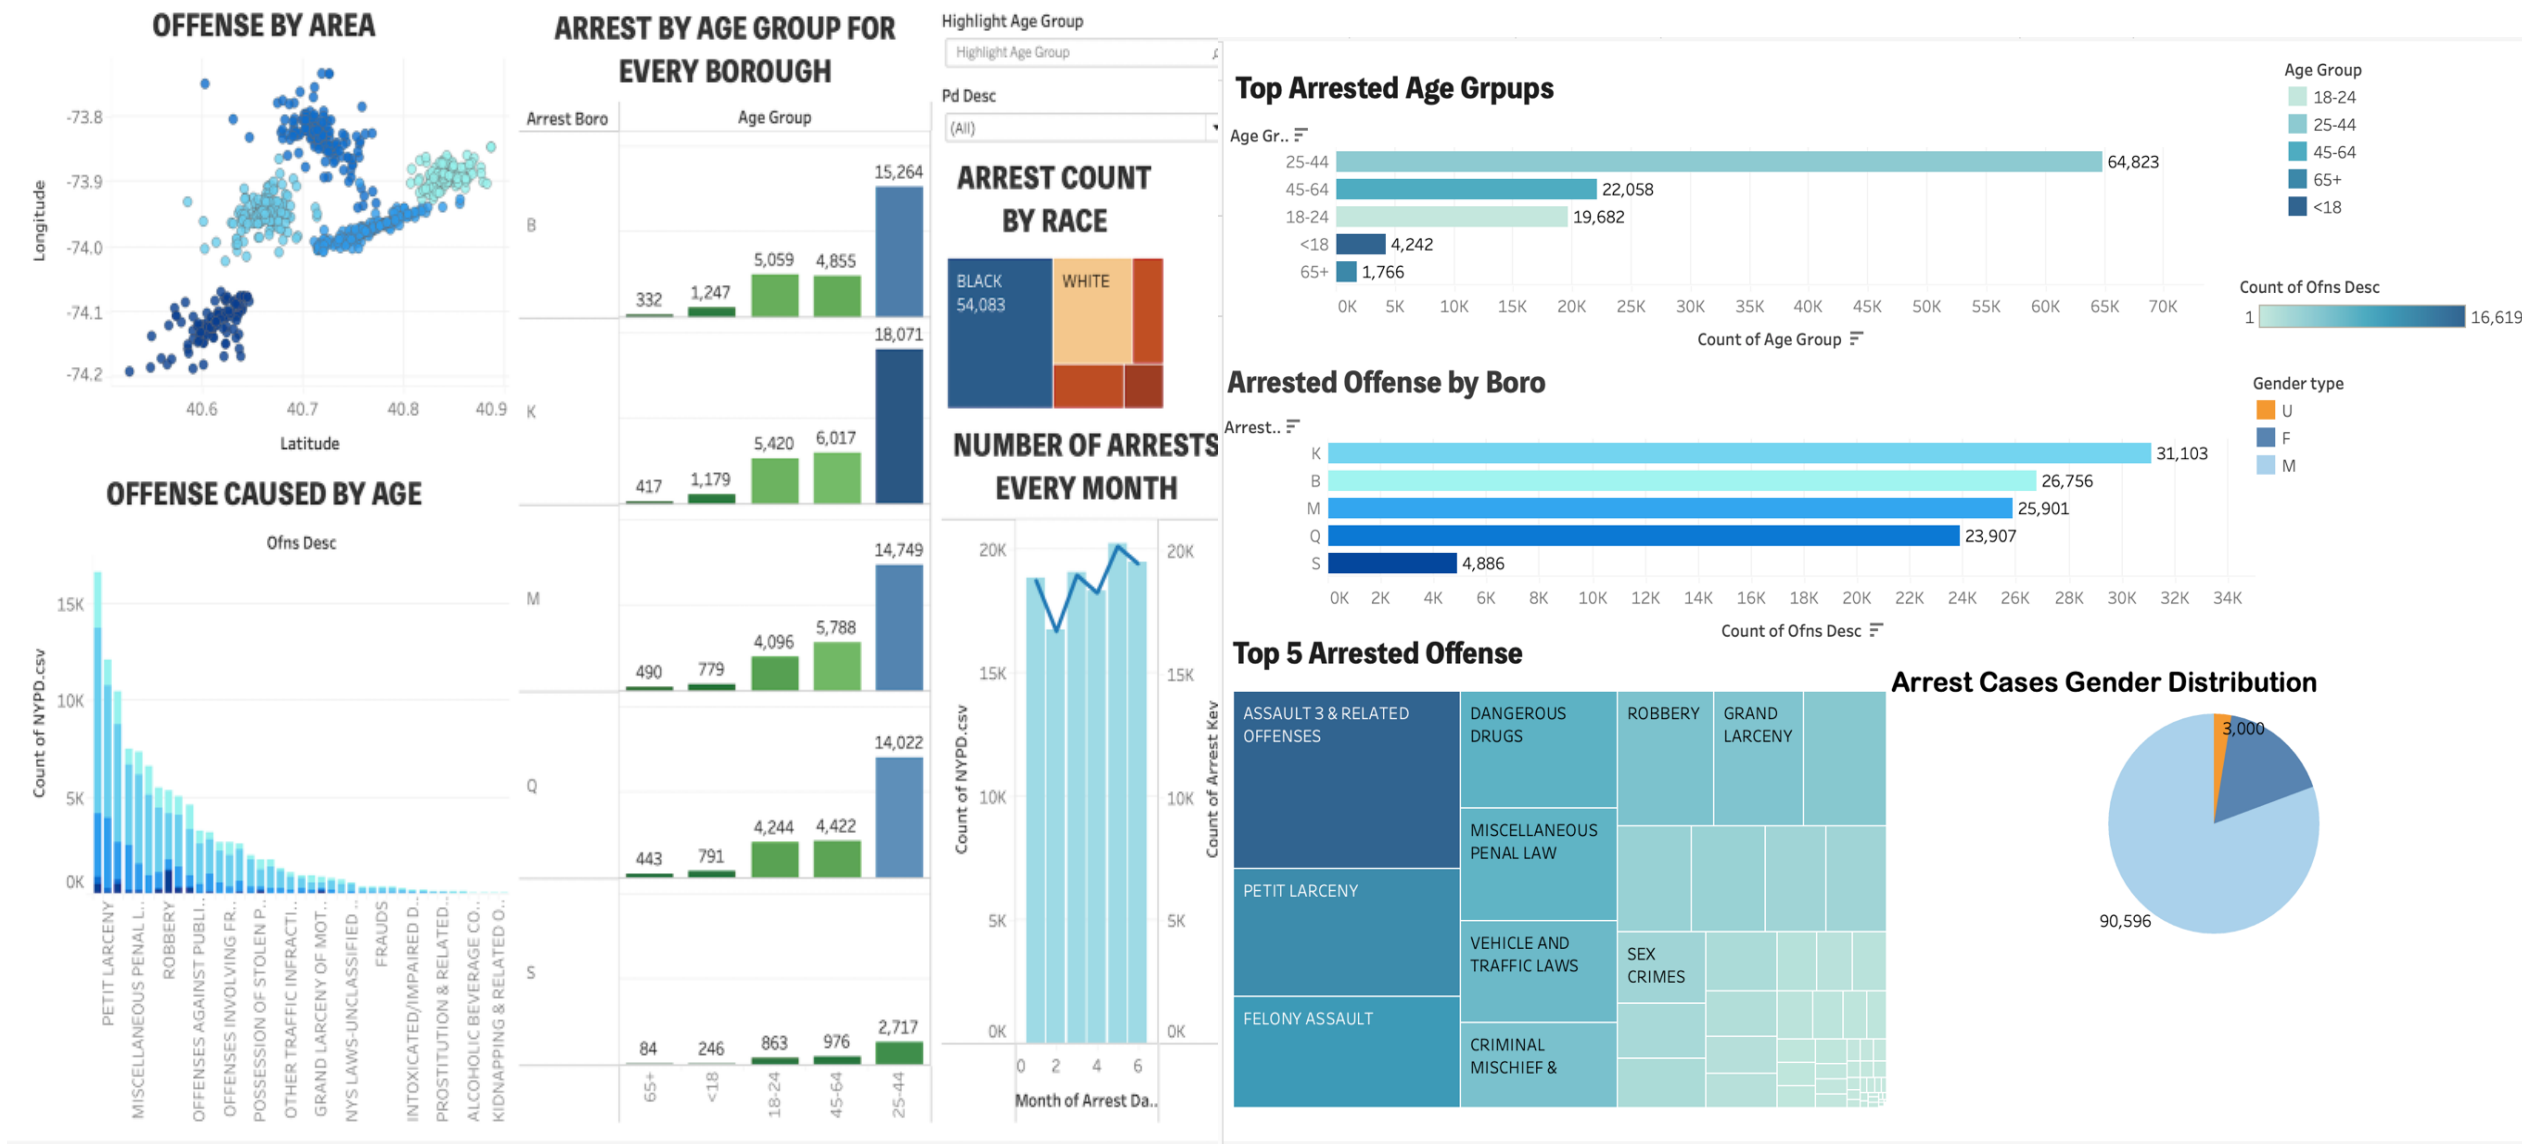 OFFENSE BY AREA
Longitude
-73.8
-73.9
-74.0
-74.1
-74.2
40.6
40.7
40.8
40.9
Latitude
OFFENSE CAUSED BY AGE
Ofns Desc
Count of NYPD.csv
15K
10K
5K
0K
PETIT LARCENY
MISCELLANEOUS PENAL L..
ROBBERY
OFFENSES AGAINST PUBLI..
OFFENSES INVOLVING FR..
POSSESSION OF STOLEN P..
OTHER TRAFFIC INFRACTI..
GRAND LARCENY OF MOT..
NYS LAWS-UNCLASSIFIED ..
FRAUDS
INTOXICATED/IMPAIRED D..
PROSTITUTION & RELATED..
ALCOHOLIC BEVERAGE CO..
KIDNAPPING & RELATED O..
ARREST BY AGE GROUP FOR
EVERY BOROUGH
Arrest Boro
Age Group
B
332
1,247
5,059
4,855
15,264
K
417
1,179
5,420
6,017
18,071
M
490
779
4,096
5,788
14,749
Q
443
791
4,244
4,422
14,022
S
84
246
863
976
2,717
65+
<18
18-24
45-64
25-44
Highlight Age Group
Highlight Age Group
Pd Desc
(All)
ARREST COUNT
BY RACE
BLACK
54,083
WHITE
NUMBER OF ARRESTS
EVERY MONTH
Count of NYPD.csv
20K
15K
10K
5K
0K
20K
15K
10K
5K
0K
Count of Arrest Key
0
2
4
6
Month of Arrest Da..
Top Arrested Age Grpups
Age Gr..
25-44
64,823
45-64
22,058
18-24
19,682
<18
4,242
65+
1,766
0K
5K
10K
15K
20K
25K
30K
35K
40K
45K
50K
55K
60K
65K
70K
Count of Age Group
Arrested Offense by Boro
Arrest..
K
31,103
B
26,756
M
25,901
Q
23,907
S
4,886
0K
2K
4K
6K
8K
10K
12K
14K
16K
18K
20K
22K
24K
26K
28K
30K
32K
34K
Count of Ofns Desc
Top 5 Arrested Offense
ASSAULT 3 & RELATED
OFFENSES
PETIT LARCENY
FELONY ASSAULT
DANGEROUS
DRUGS
MISCELLANEOUS
PENAL LAW
VEHICLE AND
TRAFFIC LAWS
CRIMINAL
MISCHIEF &
ROBBERY
GRAND
LARCENY
SEX
CRIMES
Arrest Cases Gender Distribution
3,000
90,596
Age Group
18-24
25-44
45-64
65+
<18
Count of Ofns Desc
1
16,619
Gender type
U
F
M